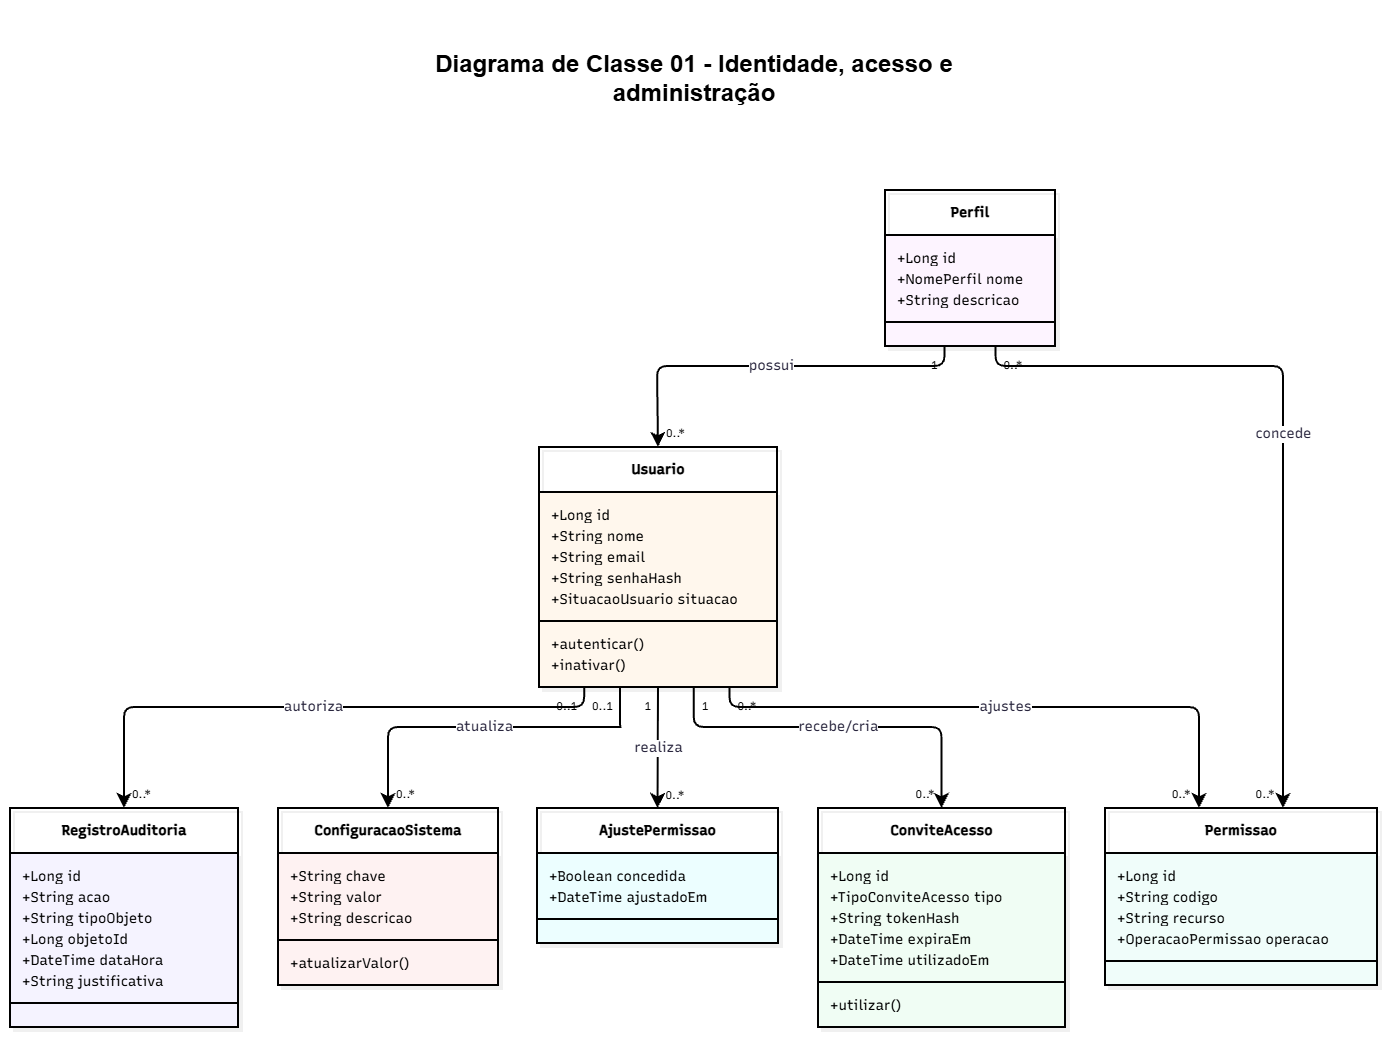 Diagrama de Classe 01 - Identidade, acesso e
administração
Perfil
+Long id
+NomePerfil nome
+String descricao
possui
1
0..*
0..*
concede
Usuario
+Long id
+String nome
+String email
+String senhaHash
+SituacaoUsuario situacao
+autenticar()
+inativar()
autoriza
0..1
0..1
1
1
0..*
ajustes
atualiza
recebe/cria
realiza
0..*
0..*
0..*
0..*
0..*
0..*
RegistroAuditoria
+Long id
+String acao
+String tipoObjeto
+Long objetoId
+DateTime dataHora
+String justificativa
ConfiguracaoSistema
+String chave
+String valor
+String descricao
+atualizarValor()
AjustePermissao
+Boolean concedida
+DateTime ajustadoEm
ConviteAcesso
+Long id
+TipoConviteAcesso tipo
+String tokenHash
+DateTime expiraEm
+DateTime utilizadoEm
+utilizar()
Permissao
+Long id
+String codigo
+String recurso
+OperacaoPermissao operacao